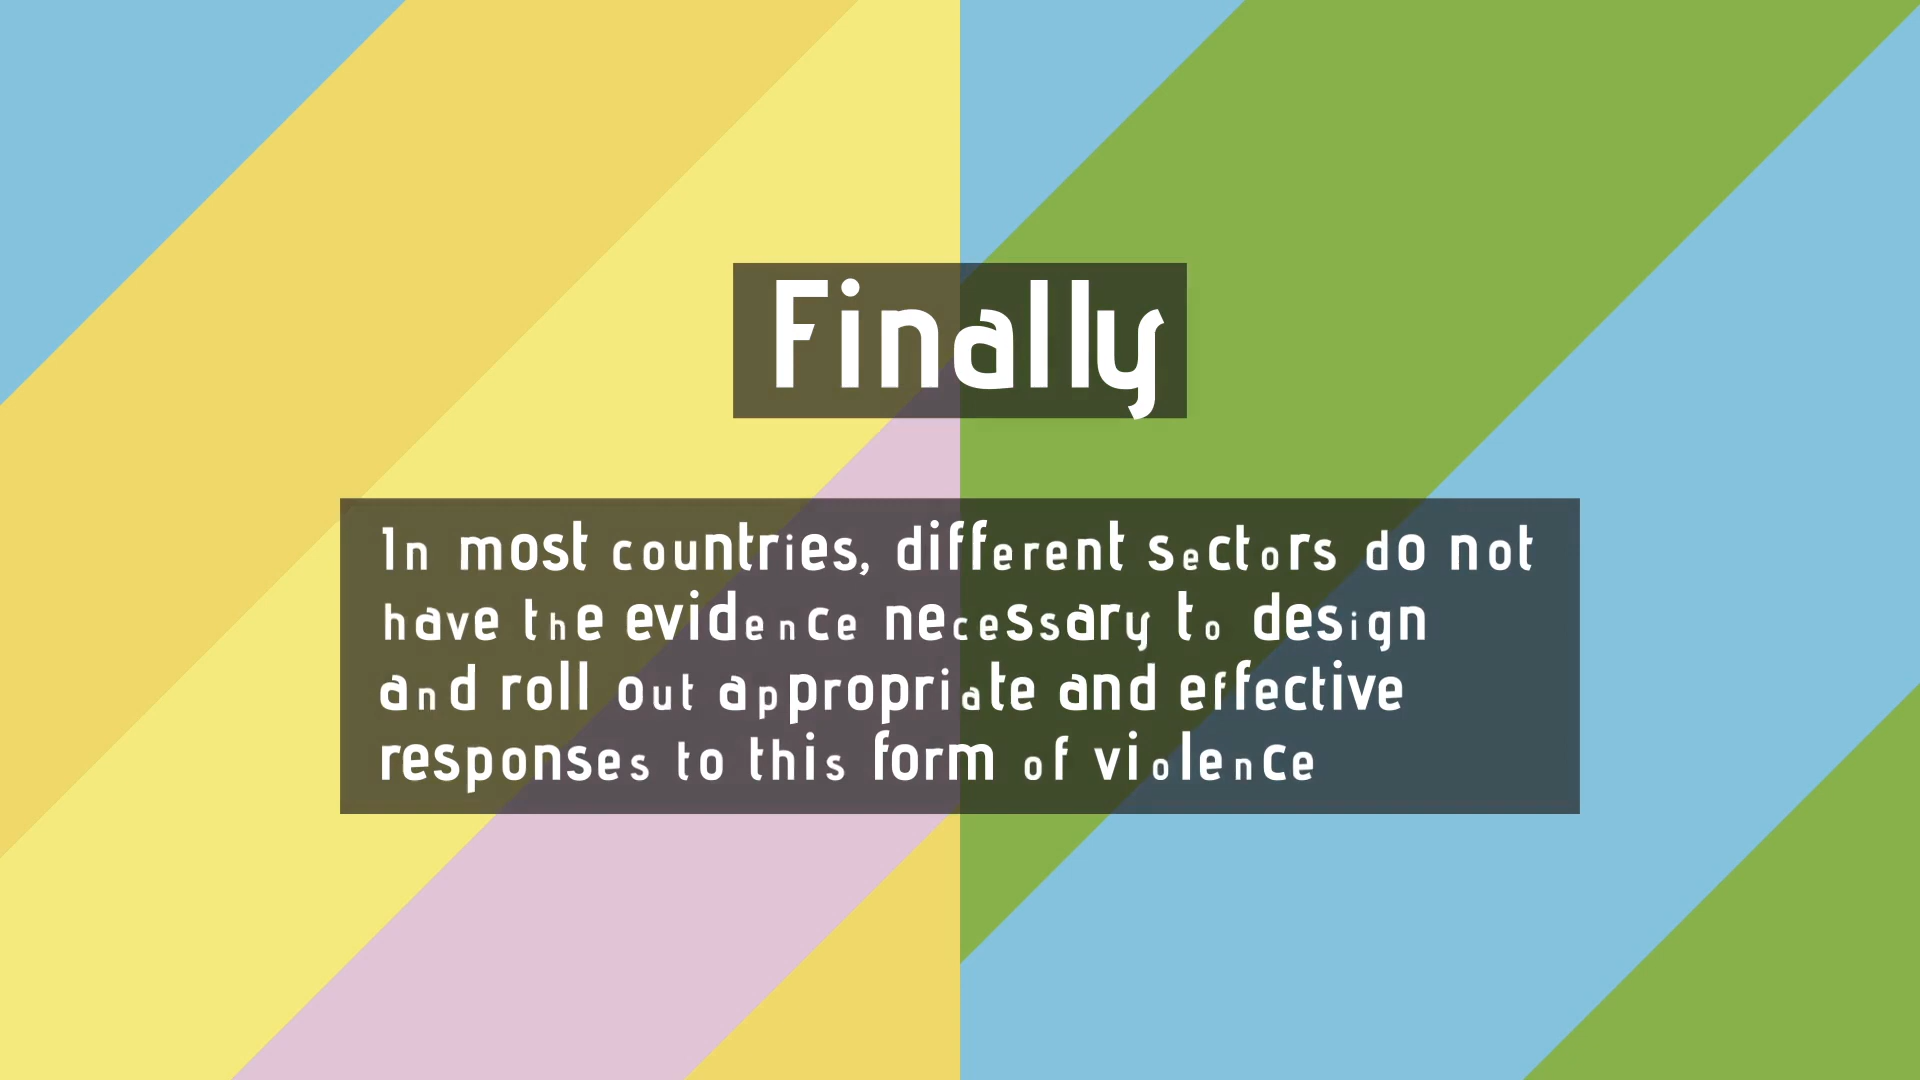 Finally
In most countries, different sectors do not
have the evidence necessary to design
and roll out appropriate and effective
responses to this form of violence